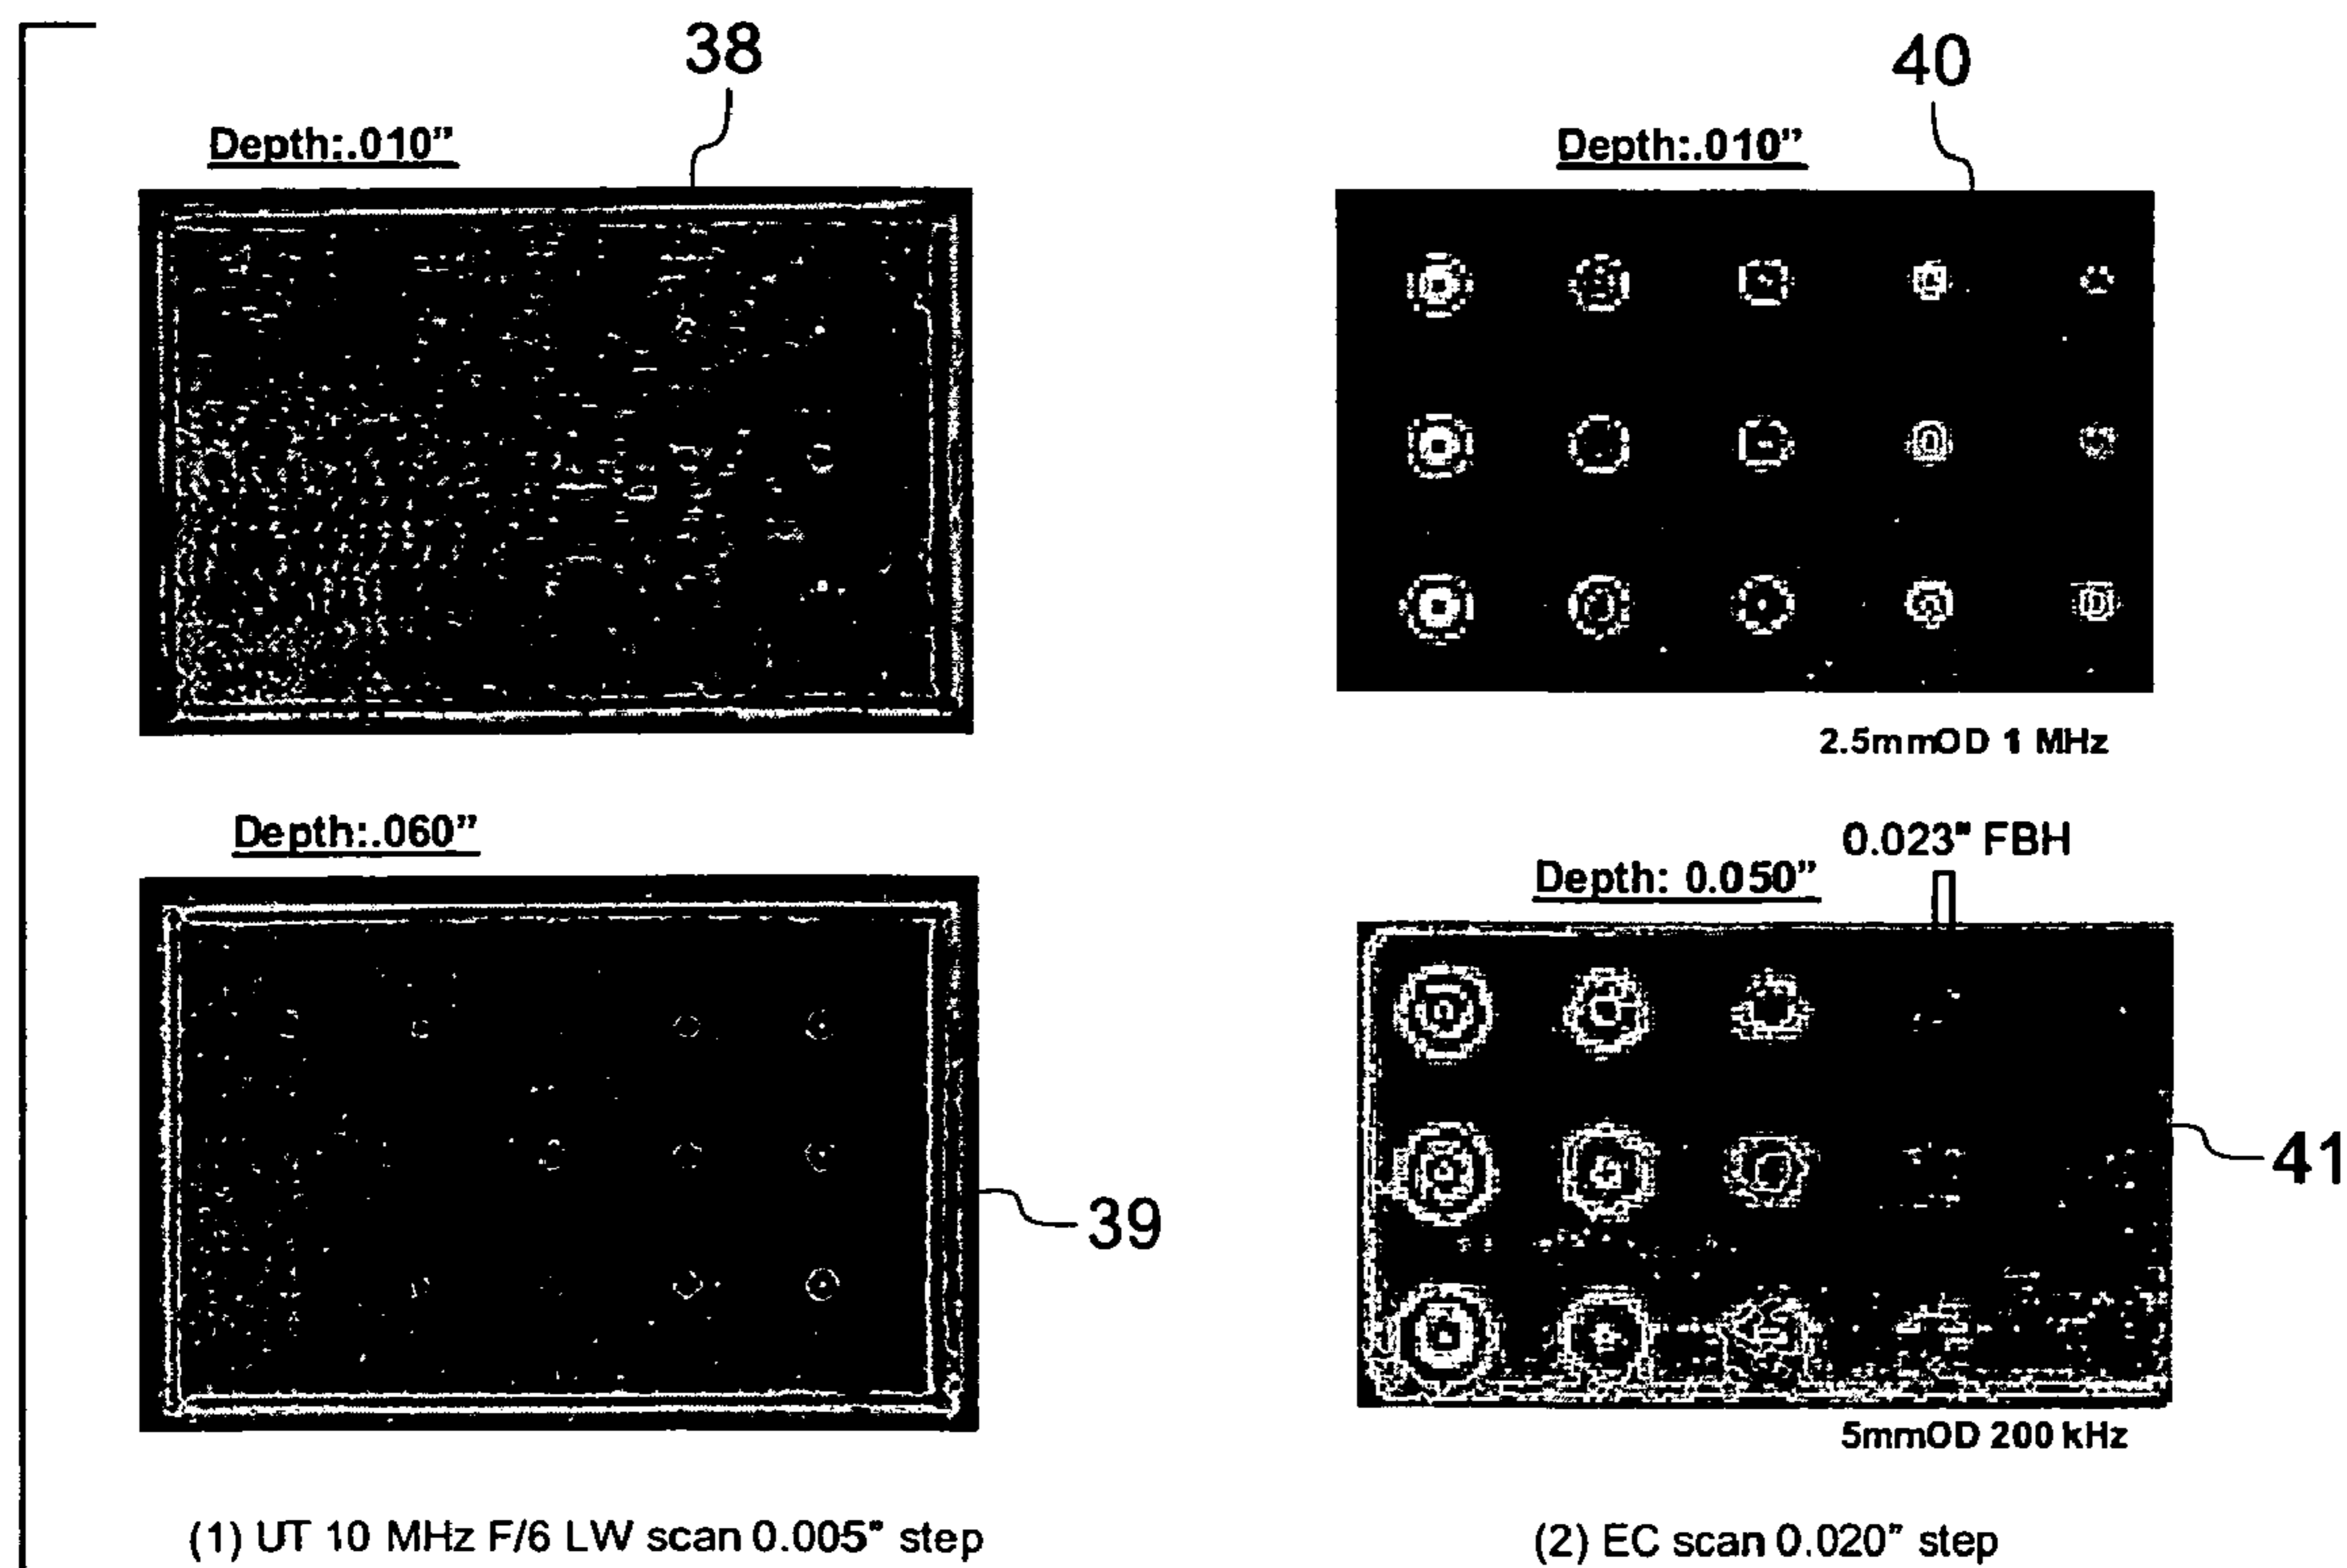 38
40
Depth:.010”
Depth:.010”
2.5mmOD 1 MHz
Depth:.060”
0.023" FBH
Depth: 0.050”
41
39
5mmOD 200 kHz
(1) UT 10 MHz F/6 LW scan 0.005” step
(2) EC scan 0.020” step